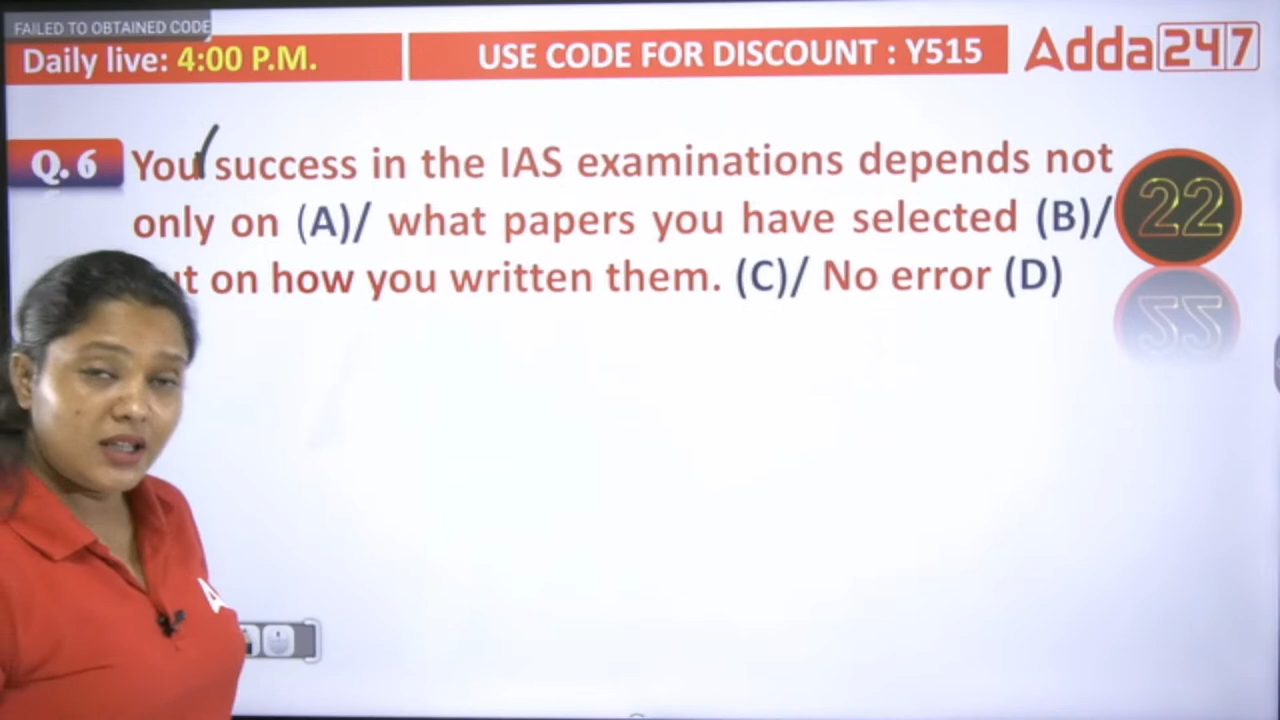 FAILED TO OBTAINED CODE
Daily live: 4:00 P.M.
USE CODE FOR DISCOUNT : Y515
Adda247
Q. 6
You success in the IAS examinations depends not
only on (A)/ what papers you have selected (B)/
22
on how you written them. (C)/ No error (D)